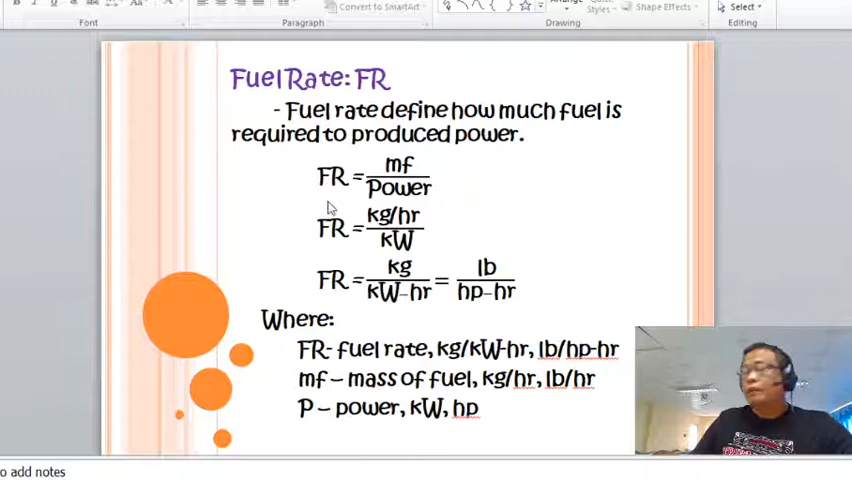 Convert to SmartArt
Arrange
Quick
Styles
Shape Effects
Select
Font
Paragraph
Drawing
Editing
Fuel Rate: FR
- Fuel rate define how much fuel is
required to produced power.
FR = mf / Power
FR = kg/hr / kW
FR = kg / kW-hr = lb / hp-hr
Where:
FR- fuel rate, kg/kW-hr, lb/hp-hr
mf – mass of fuel, kg/hr, lb/hr
P – power, kW, hp
o add notes